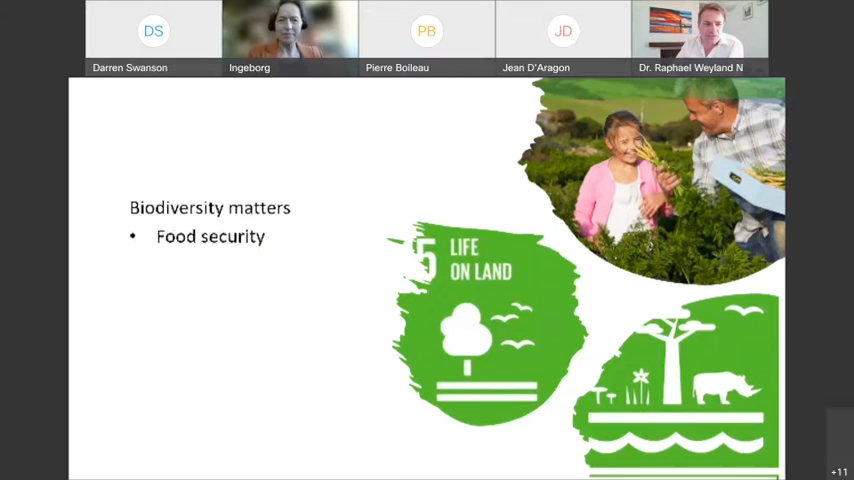 DS
PB
JD
Darren Swanson
Ingeborg
Pierre Boileau
Jean D'Aragon
Dr. Raphael Weyland N
Biodiversity matters
• Food security
5 LIFE
ON LAND
+11